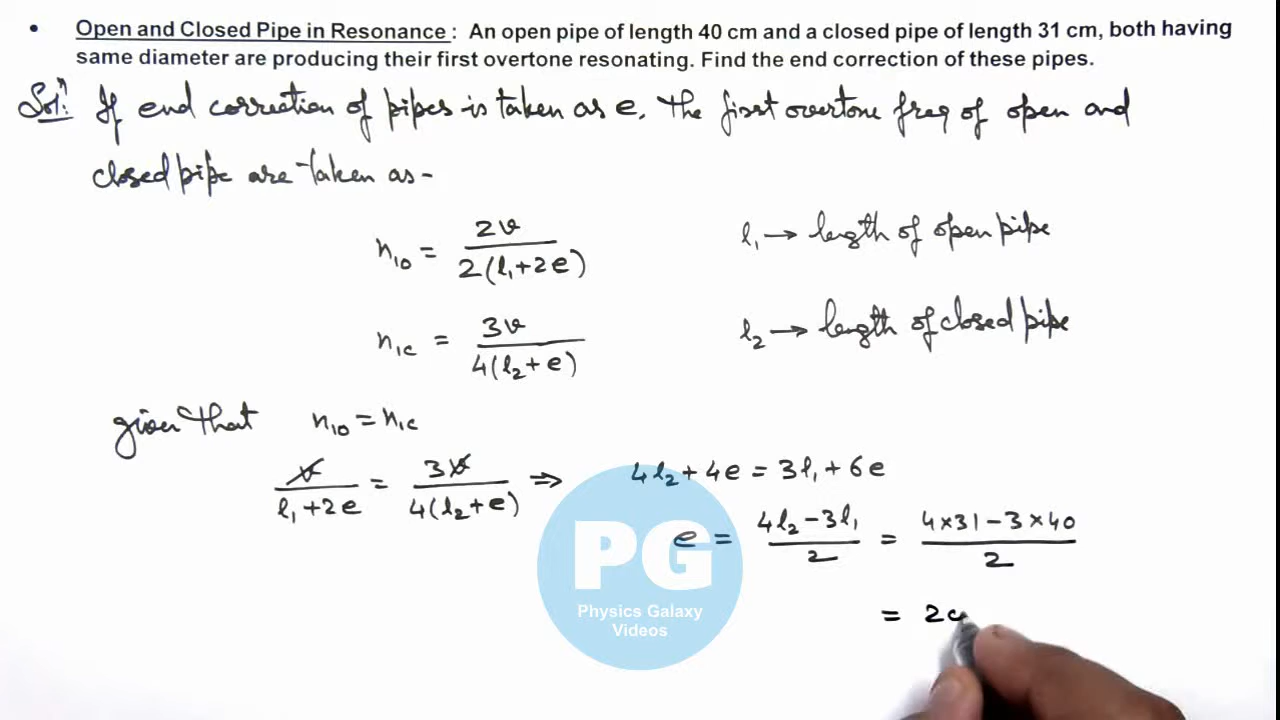 • Open and Closed Pipe in Resonance : An open pipe of length 40 cm and a closed pipe of length 31 cm, both having
same diameter are producing their first overtone resonating. Find the end correction of these pipes.
Solⁿ: If end correction of pipes is taken as e. The first overtone freq of open and
closed pipe are taken as -
n₁₀ = 2v / 2(l₁+2e)
l₁ → length of open pipe
n₁c = 3v / 4(l₂+e)
l₂ → length of closed pipe
given that n₁₀ = n₁c
v / l₁+2e = 3v / 4(l₂+e) ⇒ 4l₂+4e = 3l₁+6e
e = 4l₂-3l₁ / 2 = 4×31-3×40 / 2
= 2c
PG
Physics Galaxy
Videos